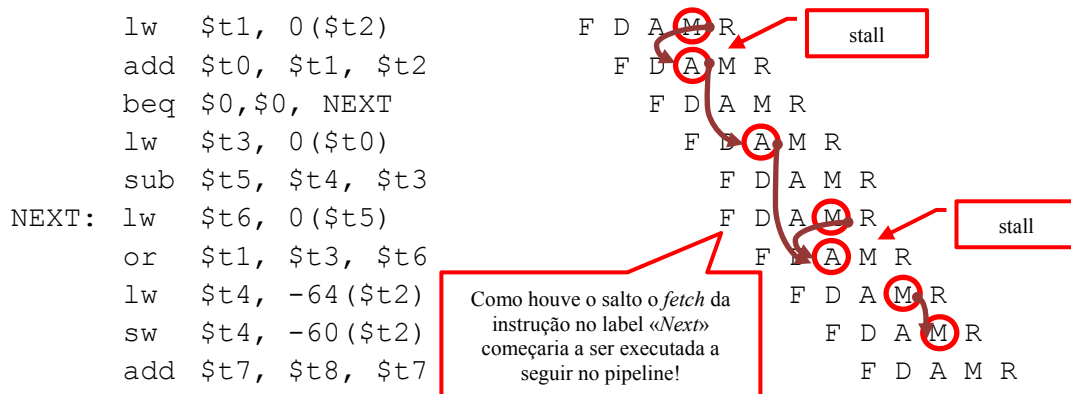 lw $t1, 0($t2) F D A M R
stall
add $t0, $t1, $t2 F D A M R
beq $0,$0, NEXT F D A M R
lw $t3, 0($t0) F D A M R
sub $t5, $t4, $t3 F D A M R
NEXT: lw $t6, 0($t5) F D A M R
stall
or $t1, $t3, $t6 F D A M R
lw $t4, -64($t2) F D A M R
sw $t4, -60($t2) F D A M R
add $t7, $t8, $t7 F D A M R
Como houve o salto o fetch da
instrução no label «Next»
começaria a ser executada a
seguir no pipeline!